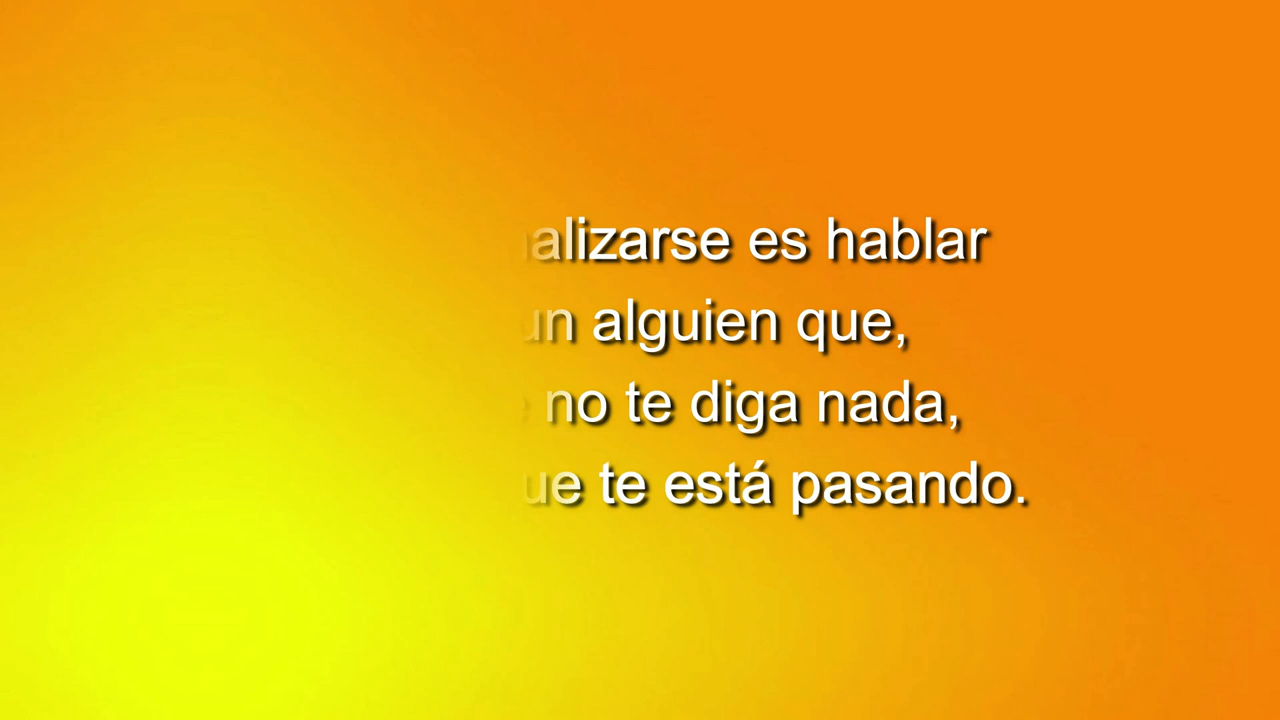 alizarse es hablar
un alguien que,
no te diga nada,
ue te está pasando.